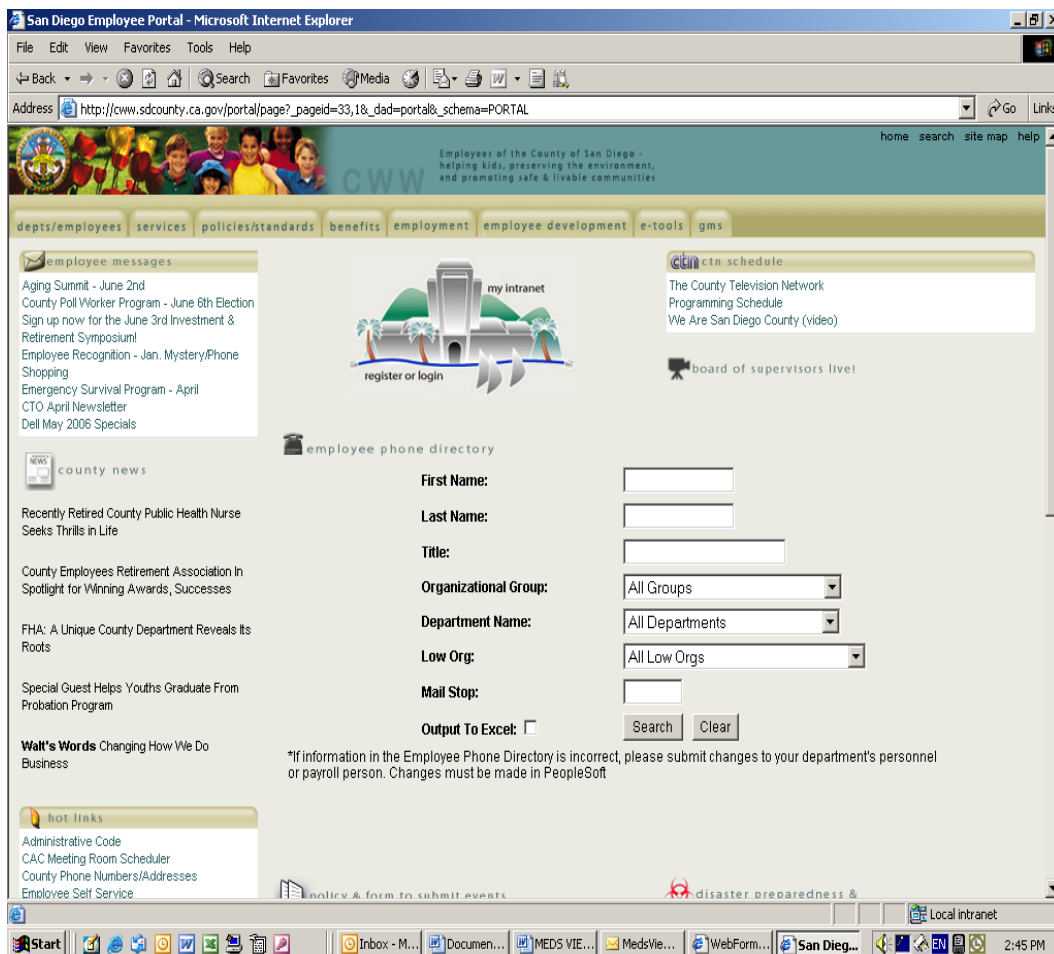 San Diego Employee Portal - Microsoft Internet Explorer
File Edit View Favorites Tools Help
Back Search Favorites Media
Address http://cww.sdcounty.ca.gov/portal/page?_pageid=33,1&_dad=portal&_schema=PORTAL Go Links
home search site map help
CWW
Employees of the County of San Diego -
helping kids, preserving the environment,
and promoting safe & livable communities
depts/employees services policies/standards benefits employment employee development e-tools gms
employee messages
Aging Summit - June 2nd
County Poll Worker Program - June 6th Election
Sign up now for the June 3rd Investment &
Retirement Symposium!
Employee Recognition - Jan. Mystery/Phone
Shopping
Emergency Survival Program - April
CTO April Newsletter
Dell May 2006 Specials
my intranet
register or login
ctn ctn schedule
The County Television Network
Programming Schedule
We Are San Diego County (video)
board of supervisors live!
NEWS
county news
Recently Retired County Public Health Nurse
Seeks Thrills in Life
County Employees Retirement Association In
Spotlight for Winning Awards, Successes
FHA: A Unique County Department Reveals Its
Roots
Special Guest Helps Youths Graduate From
Probation Program
Walt's Words Changing How We Do
Business
employee phone directory
First Name:
Last Name:
Title:
Organizational Group: All Groups
Department Name: All Departments
Low Org: All Low Orgs
Mail Stop:
Output To Excel: Search Clear
*If information in the Employee Phone Directory is incorrect, please submit changes to your department's personnel
or payroll person. Changes must be made in PeopleSoft
hot links
Administrative Code
CAC Meeting Room Scheduler
County Phone Numbers/Addresses
Employee Self Service
policy & form to submit events
disaster preparedness &
Local intranet
Start Inbox - M... Documen... MEDS VIE... MedsVie... WebForm... San Dieg... EN 2:45 PM